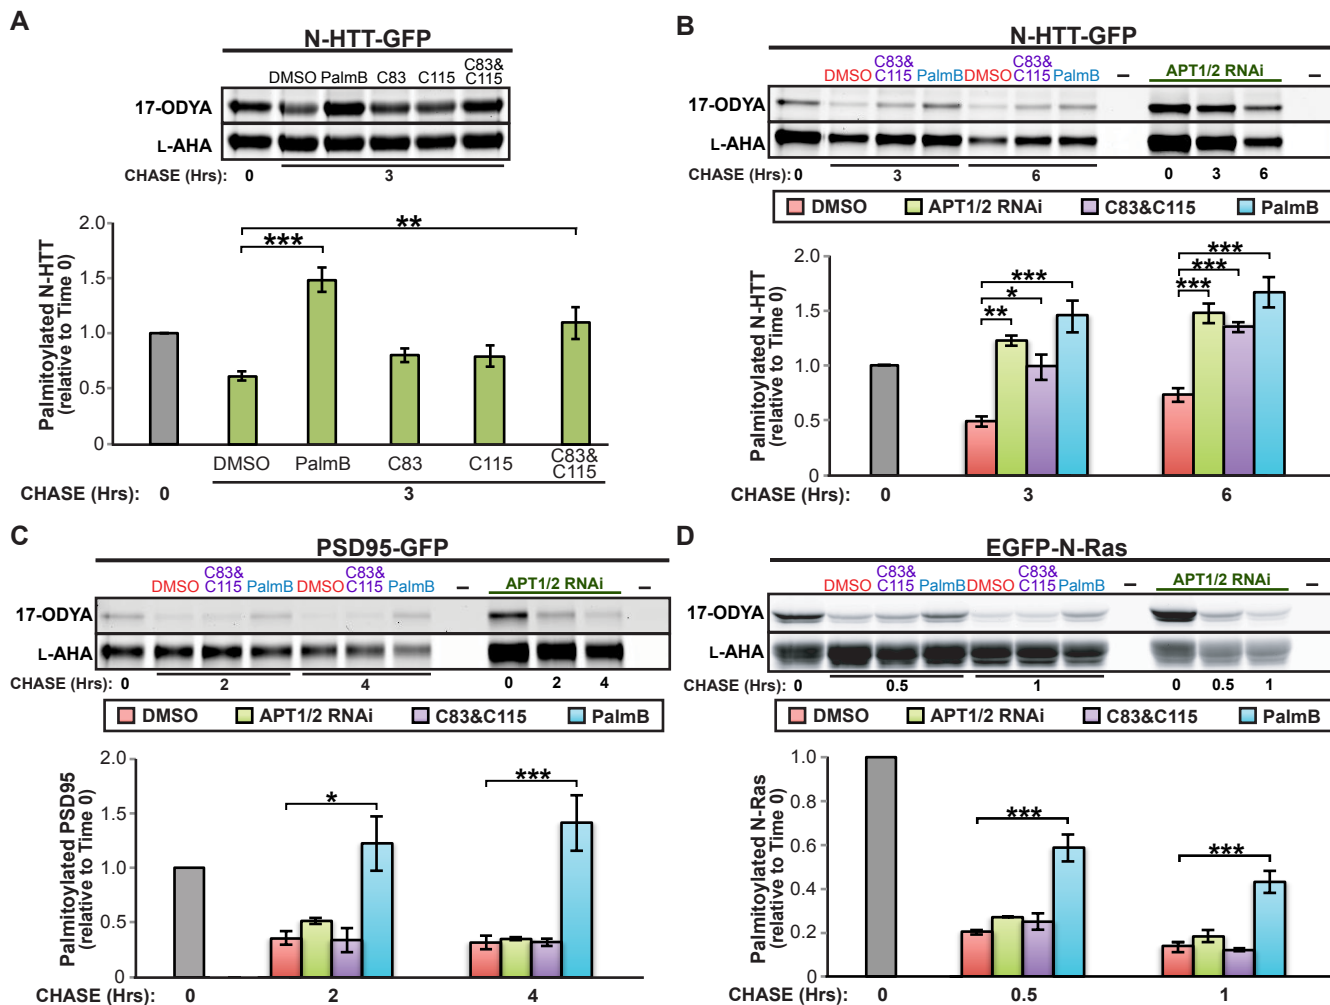 A
N-HTT-GFP
DMSO PalmB C83 C115 C83& C115
17-ODYA
L-AHA
CHASE (Hrs): 0 3
Palmitoylated N-HTT
(relative to Time 0)
2.0
1.5
1.0
0.5
0
***
**
DMSO PalmB C83 C115 C83& C115
CHASE (Hrs): 0 3
B
N-HTT-GFP
DMSO C83& C115 PalmB DMSO C83& C115 PalmB – APT1/2 RNAi –
17-ODYA
L-AHA
CHASE (Hrs): 0 3 6 0 3 6
DMSO APT1/2 RNAi C83&C115 PalmB
Palmitoylated N-HTT
(relative to Time 0)
2.0
1.5
1.0
0.5
0
***
*
**
***
***
***
CHASE (Hrs): 0 3 6
C
PSD95-GFP
DMSO C83& C115 PalmB DMSO C83& C115 PalmB – APT1/2 RNAi –
17-ODYA
L-AHA
CHASE (Hrs): 0 2 4 0 2 4
DMSO APT1/2 RNAi C83&C115 PalmB
Palmitoylated PSD95
(relative to Time 0)
2.0
1.5
1.0
0.5
0
*
***
CHASE (Hrs): 0 2 4
D
EGFP-N-Ras
DMSO C83& C115 PalmB DMSO C83& C115 PalmB – APT1/2 RNAi –
17-ODYA
L-AHA
CHASE (Hrs): 0 0.5 1 0 0.5 1
DMSO APT1/2 RNAi C83&C115 PalmB
Palmitoylated N-Ras
(relative to Time 0)
1.0
0.8
0.6
0.4
0.2
0
***
***
CHASE (Hrs): 0 0.5 1